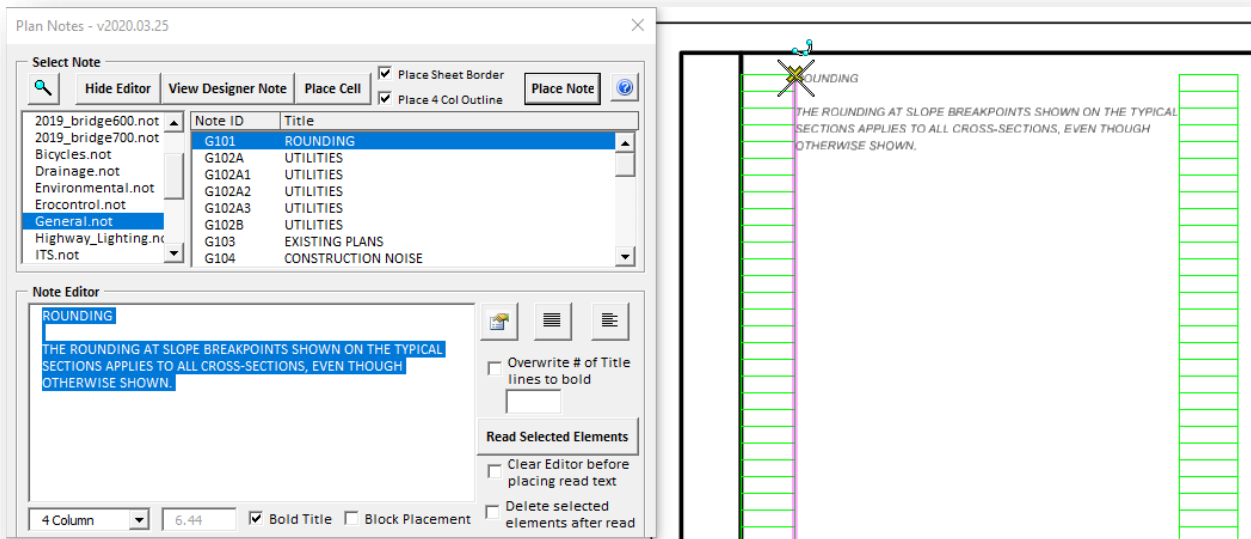 Plan Notes - v2020.03.25
Select Note
Hide Editor
View Designer Note
Place Cell
Place Sheet Border
Place 4 Col Outline
Place Note
2019_bridge600.not
2019_bridge700.not
Bicycles.not
Drainage.not
Environmental.not
Erocontrol.not
General.not
Highway_Lighting.no
ITS.not
Note ID Title
G101 ROUNDING
G102A UTILITIES
G102A1 UTILITIES
G102A2 UTILITIES
G102A3 UTILITIES
G102B UTILITIES
G103 EXISTING PLANS
G104 CONSTRUCTION NOISE
Note Editor
ROUNDING
THE ROUNDING AT SLOPE BREAKPOINTS SHOWN ON THE TYPICAL
SECTIONS APPLIES TO ALL CROSS-SECTIONS, EVEN THOUGH
OTHERWISE SHOWN.
Overwrite # of Title
lines to bold
Read Selected Elements
Clear Editor before
placing read text
Delete selected
elements after read
4 Column
6.44
Bold Title
Block Placement
ROUNDING
THE ROUNDING AT SLOPE BREAKPOINTS SHOWN ON THE TYPICAL
SECTIONS APPLIES TO ALL CROSS-SECTIONS, EVEN THOUGH
OTHERWISE SHOWN.